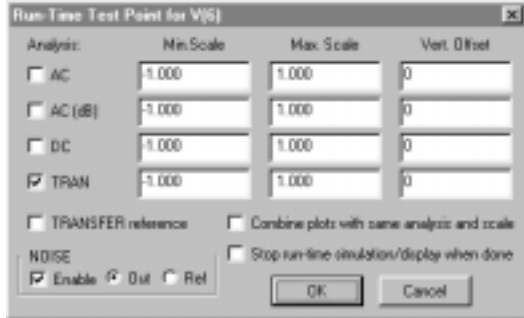 Run-Time Test Point for V(6)
Analysis: Min.Scale Max. Scale Vert. Offset
AC -1.000 1.000 0
AC (dB) -1.000 1.000 0
DC -1.000 1.000 0
TRAN -1.000 1.000 0
TRANSFER reference Combine plots with same analysis and scale
NOISE Stop run-time simulation/display when done
Enable Out Ref
OK Cancel